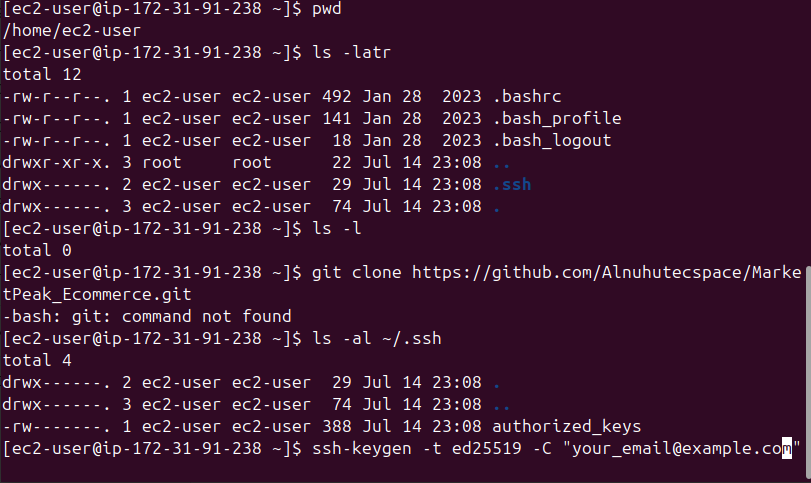 [ec2-user@ip-172-31-91-238 ~]$ pwd
/home/ec2-user
[ec2-user@ip-172-31-91-238 ~]$ ls -latr
total 12
-rw-r--r--. 1 ec2-user ec2-user 492 Jan 28  2023 .bashrc
-rw-r--r--. 1 ec2-user ec2-user 141 Jan 28  2023 .bash_profile
-rw-r--r--. 1 ec2-user ec2-user  18 Jan 28  2023 .bash_logout
drwxr-xr-x. 3 root     root      22 Jul 14 23:08 ..
drwx------. 2 ec2-user ec2-user  29 Jul 14 23:08 .ssh
drwx------. 3 ec2-user ec2-user  74 Jul 14 23:08 .
[ec2-user@ip-172-31-91-238 ~]$ ls -l
total 0
[ec2-user@ip-172-31-91-238 ~]$ git clone https://github.com/Alnuhutecspace/Marke
tPeak_Ecommerce.git
-bash: git: command not found
[ec2-user@ip-172-31-91-238 ~]$ ls -al ~/.ssh
total 4
drwx------. 2 ec2-user ec2-user  29 Jul 14 23:08 .
drwx------. 3 ec2-user ec2-user  74 Jul 14 23:08 ..
-rw-------. 1 ec2-user ec2-user 388 Jul 14 23:08 authorized_keys
[ec2-user@ip-172-31-91-238 ~]$ ssh-keygen -t ed25519 -C "your_email@example.com"